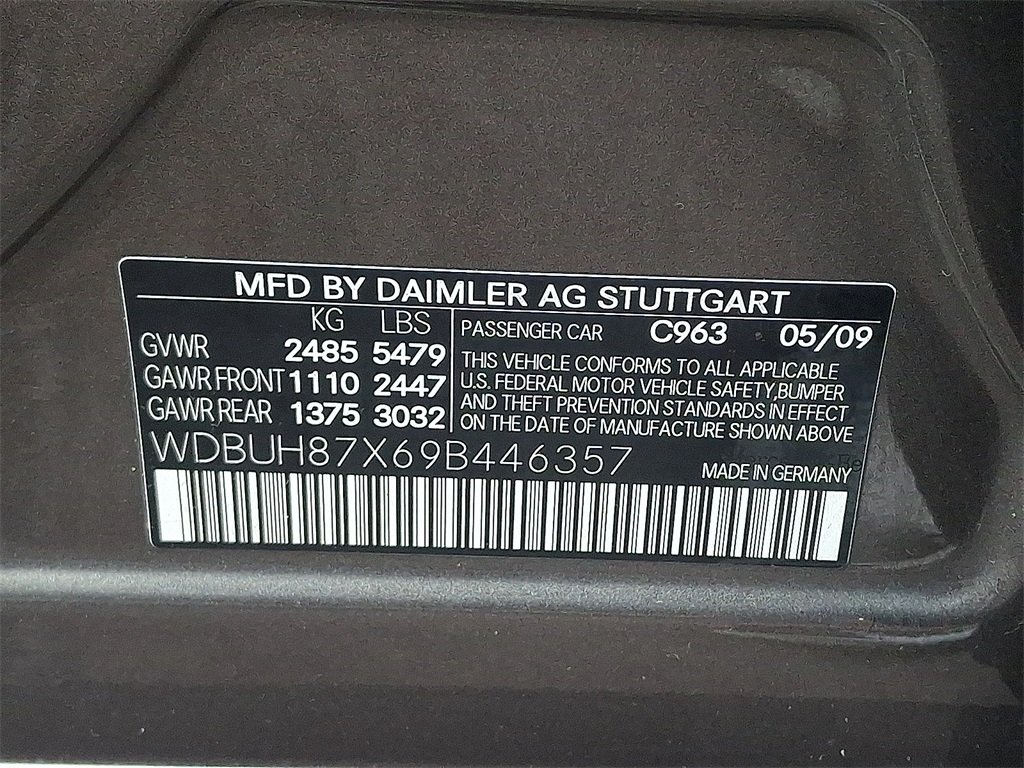 MFD BY DAIMLER AG STUTTGART
KG LBS
GVWR 2485 5479
GAWR FRONT 1110 2447
GAWR REAR 1375 3032
PASSENGER CAR C963 05/09
THIS VEHICLE CONFORMS TO ALL APPLICABLE
U.S. FEDERAL MOTOR VEHICLE SAFETY,BUMPER
AND THEFT PREVENTION STANDARDS IN EFFECT
ON THE DATE OF MANUFACTURE SHOWN ABOVE
WDBUH87X69B446357
MADE IN GERMANY